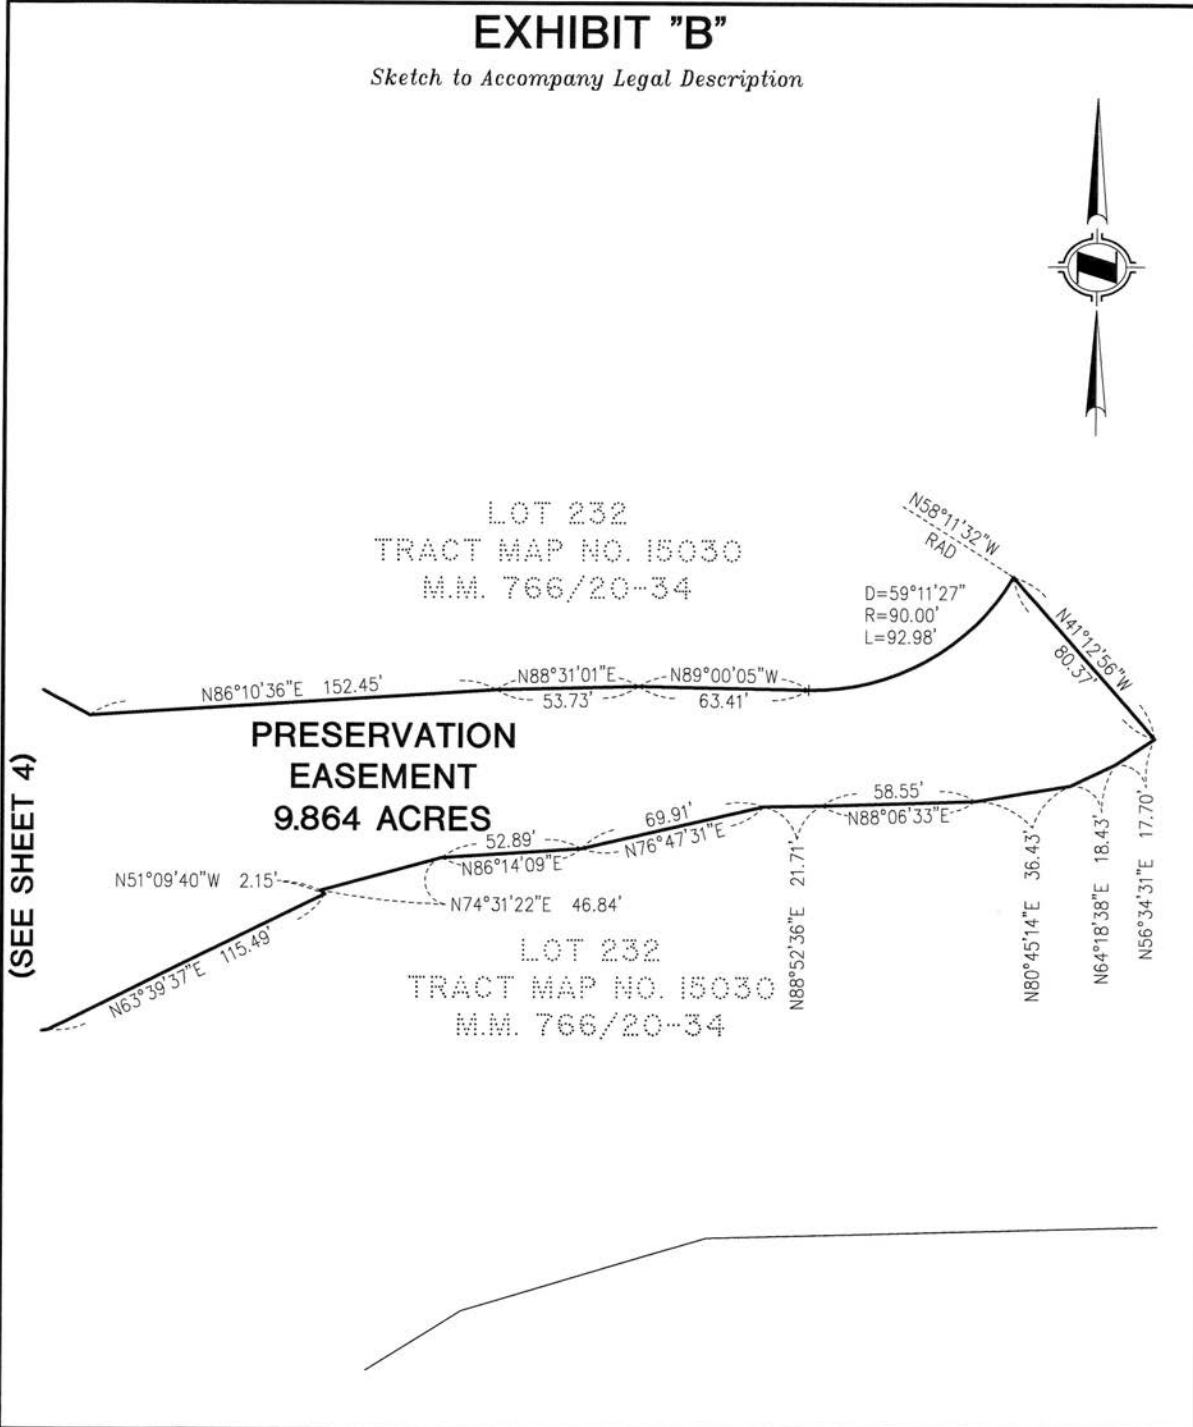 EXHIBIT "B"
Sketch to Accompany Legal Description
LOT 232
TRACT MAP NO. 15030
M.M. 766/20-34
N58°11'32"W
RAD
D=59°11'27"
R=90.00'
L=92.98'
N41°12'56"W
80.37'
N86°10'36"E 152.45'
N88°31'01"E
53.73'
N89°00'05"W
63.41'
PRESERVATION
EASEMENT
9.864 ACRES
(SEE SHEET 4)
58.55'
N88°06'33"E
69.91'
N76°47'31"E
52.89'
N86°14'09"E
N51°09'40"W 2.15'
N74°31'22"E 46.84'
N63°39'37"E 115.49'
N88°52'36"E 21.71'
N80°45'14"E 36.43'
N64°18'38"E 18.43'
N56°34'31"E 17.70'
LOT 232
TRACT MAP NO. 15030
M.M. 766/20-34